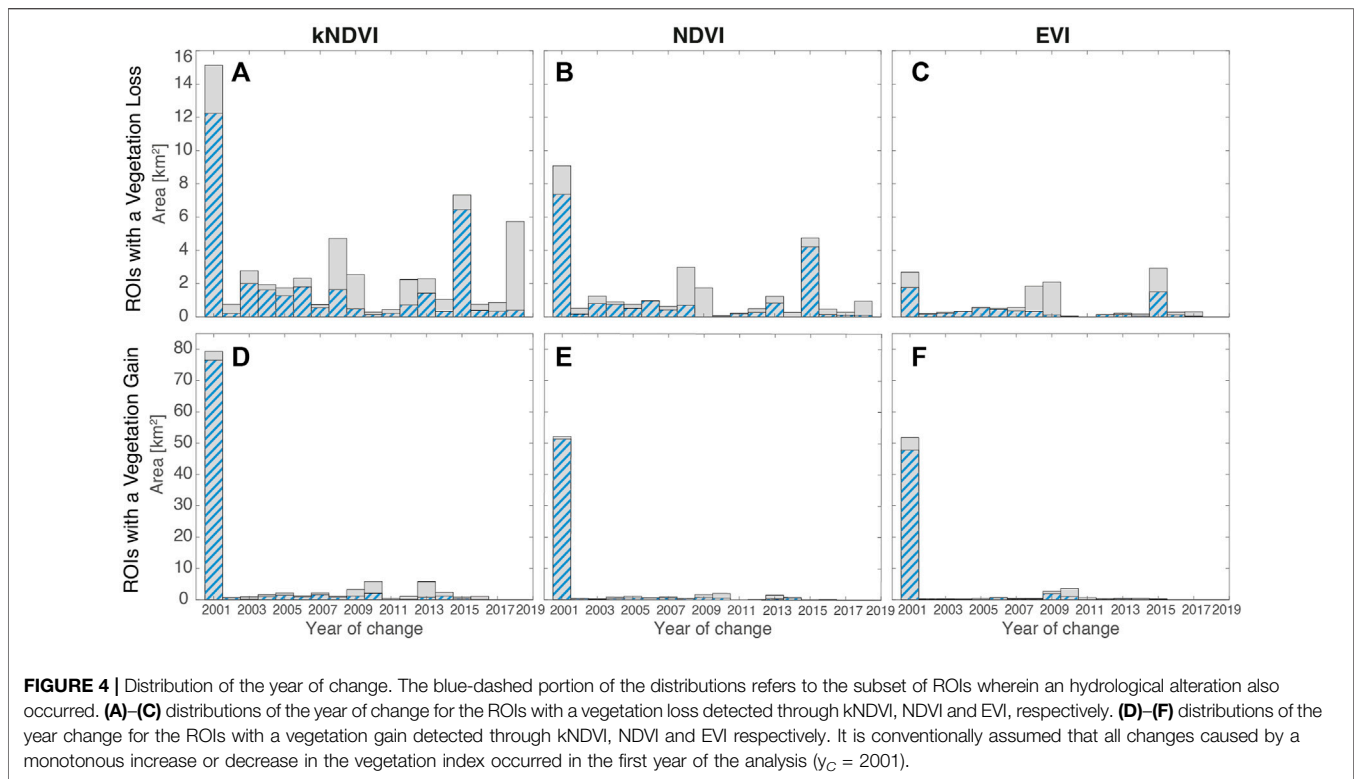 kNDVI
NDVI
EVI
ROIs with a Vegetation Loss
Area [km²]
16
14
12
10
8
6
4
2
0
A
B
C
ROIs with a Vegetation Gain
Area [km²]
80
70
60
50
40
30
20
10
0
D
E
F
2001 2003 2005 2007 2009 2011 2013 2015 2017 2019
2001 2003 2005 2007 2009 2011 2013 2015 2017 2019
2001 2003 2005 2007 2009 2011 2013 2015 2017 2019
Year of change
Year of change
Year of change
FIGURE 4 | Distribution of the year of change. The blue-dashed portion of the distributions refers to the subset of ROIs wherein an hydrological alteration also
occurred. (A)–(C) distributions of the year of change for the ROIs with a vegetation loss detected through kNDVI, NDVI and EVI, respectively. (D)–(F) distributions of the
year change for the ROIs with a vegetation gain detected through kNDVI, NDVI and EVI respectively. It is conventionally assumed that all changes caused by a
monotonous increase or decrease in the vegetation index occurred in the first year of the analysis (y_C = 2001).